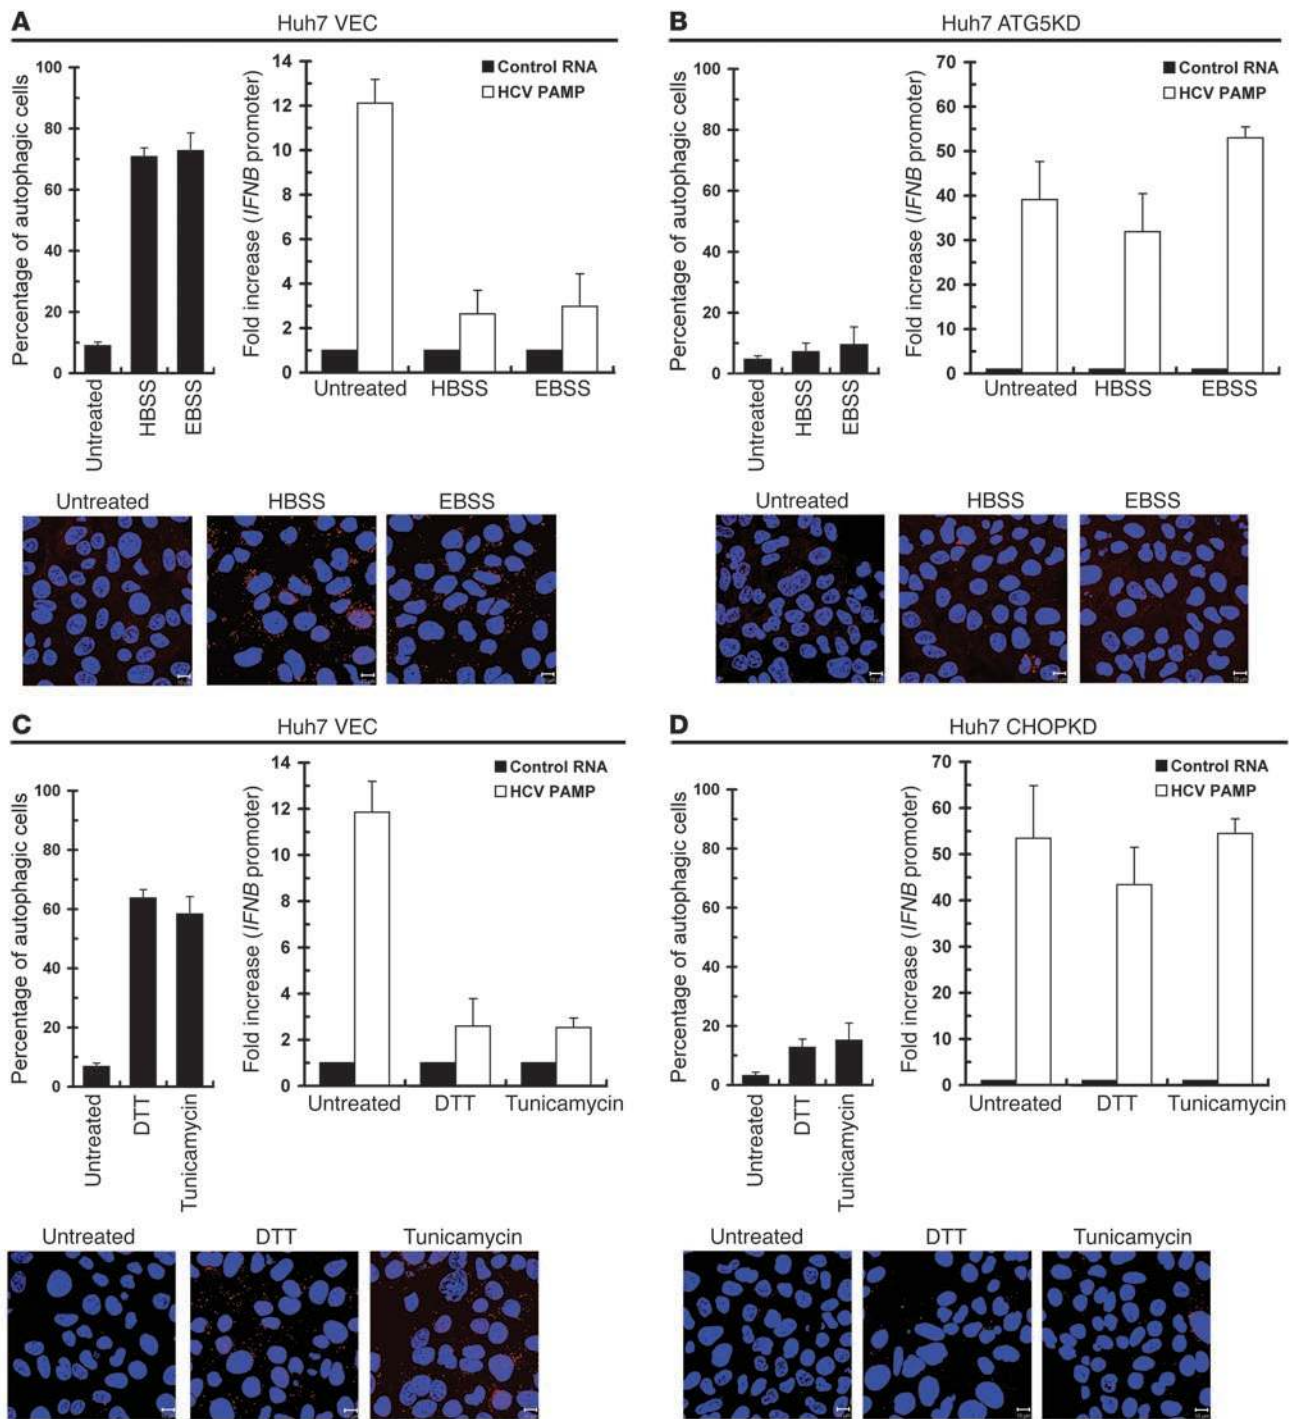 A
Huh7 VEC
Percentage of autophagic cells
100
80
60
40
20
0
Untreated
HBSS
EBSS
Fold increase (IFNB promoter)
14
12
10
8
6
4
2
0
Control RNA
HCV PAMP
Untreated
HBSS
EBSS
Untreated
HBSS
EBSS
B
Huh7 ATG5KD
Percentage of autophagic cells
100
80
60
40
20
0
Untreated
HBSS
EBSS
Fold increase (IFNB promoter)
70
60
50
40
30
20
10
0
Control RNA
HCV PAMP
Untreated
HBSS
EBSS
Untreated
HBSS
EBSS
C
Huh7 VEC
Percentage of autophagic cells
100
80
60
40
20
0
Untreated
DTT
Tunicamycin
Fold increase (IFNB promoter)
14
12
10
8
6
4
2
0
Control RNA
HCV PAMP
Untreated
DTT
Tunicamycin
Untreated
DTT
Tunicamycin
D
Huh7 CHOPKD
Percentage of autophagic cells
100
80
60
40
20
0
Untreated
DTT
Tunicamycin
Fold increase (IFNB promoter)
70
60
50
40
30
20
10
0
Control RNA
HCV PAMP
Untreated
DTT
Tunicamycin
Untreated
DTT
Tunicamycin